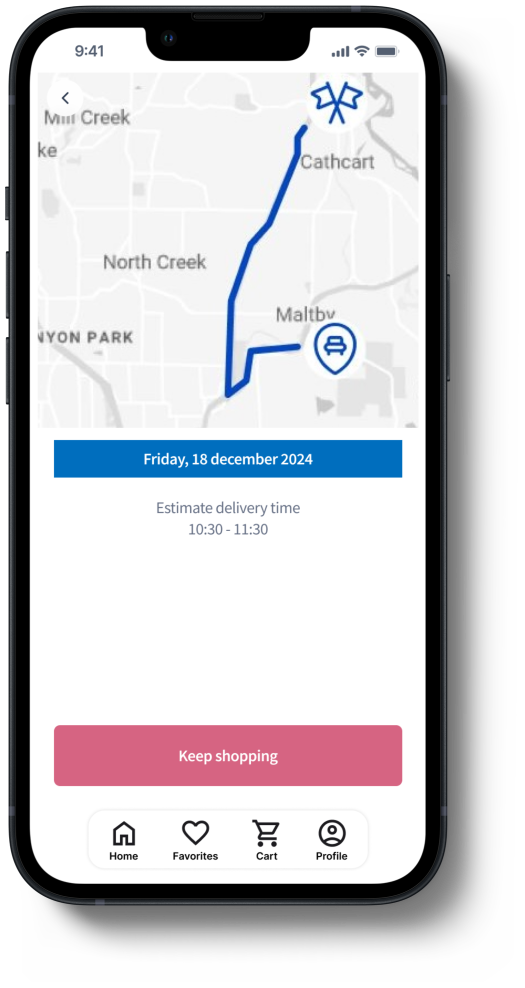 9:41
Mill Creek
ke
Cathcart
North Creek
Maltby
NYON PARK
Friday, 18 december 2024
Estimate delivery time
10:30 - 11:30
Keep shopping
Home
Favorites
Cart
Profile